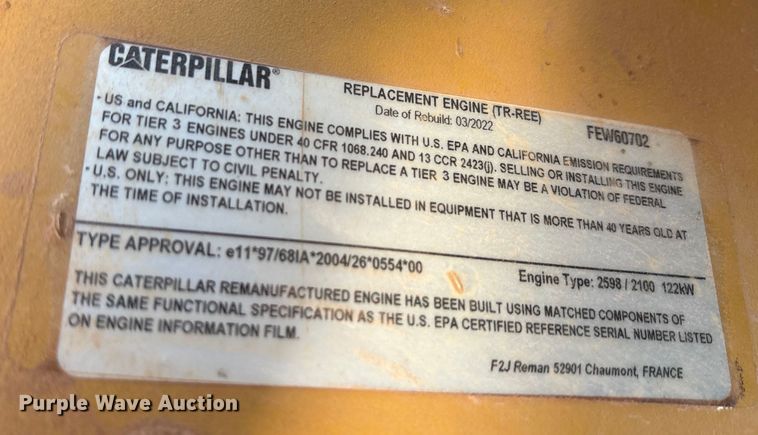 CATERPILLAR®
REPLACEMENT ENGINE (TR-REE)
Date of Rebuild: 03/2022
FEW60702
· US and CALIFORNIA: THIS ENGINE COMPLIES WITH U.S. EPA AND CALIFORNIA EMISSION REQUIREMENTS
FOR TIER 3 ENGINES UNDER 40 CFR 1068.240 AND 13 CCR 2423(j). SELLING OR INSTALLING THIS ENGINE
FOR ANY PURPOSE OTHER THAN TO REPLACE A TIER 3 ENGINE MAY BE A VIOLATION OF FEDERAL
LAW SUBJECT TO CIVIL PENALTY.
· U.S. ONLY: THIS ENGINE MAY NOT BE INSTALLED IN EQUIPMENT THAT IS MORE THAN 40 YEARS OLD AT
THE TIME OF INSTALLATION.
TYPE APPROVAL: e11*97/68IA*2004/26*0554*00
Engine Type: 2598 / 2100 122kW
THIS CATERPILLAR REMANUFACTURED ENGINE HAS BEEN BUILT USING MATCHED COMPONENTS OF
THE SAME FUNCTIONAL SPECIFICATION AS THE U.S. EPA CERTIFIED REFERENCE SERIAL NUMBER LISTED
ON ENGINE INFORMATION FILM.
F2J Reman 52901 Chaumont, FRANCE
Purple Wave Auction